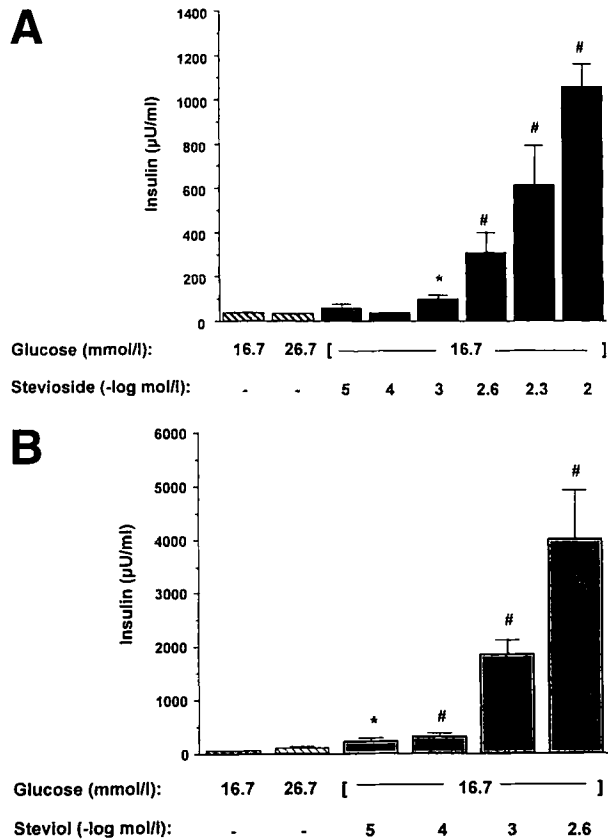 A
Insulin (µU/ml)
1400
1200
1000
800
600
400
200
0
*
#
#
#
Glucose (mmol/l): 16.7 26.7 [ 16.7 ]
Stevioside (-log mol/l): - - 5 4 3 2.6 2.3 2
B
Insulin (µU/ml)
6000
5000
4000
3000
2000
1000
0
*
#
#
#
Glucose (mmol/l): 16.7 26.7 [ 16.7 ]
Steviol (-log mol/l): - - 5 4 3 2.6